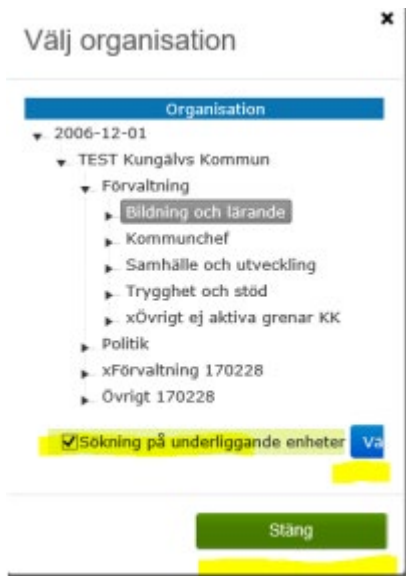 Välj organisation
Organisation
2006-12-01
TEST Kungälvs Kommun
Förvaltning
Bildning och lärande
Kommunchef
Samhälle och utveckling
Trygghet och stöd
xÖvrigt ej aktiva grenar KK
Politik
xFörvaltning 170228
Övrigt 170228
Sökning på underliggande enheter Va
Stäng